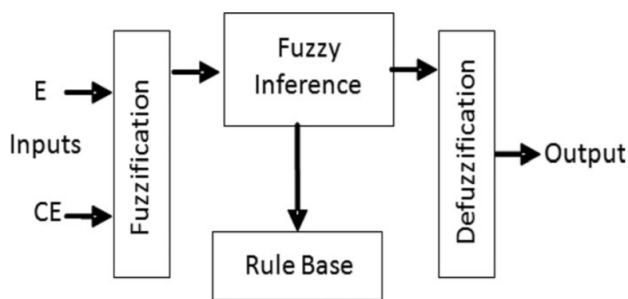 E
Inputs
CE
Fuzzification
Fuzzy
Inference
Rule Base
Defuzzification
Output